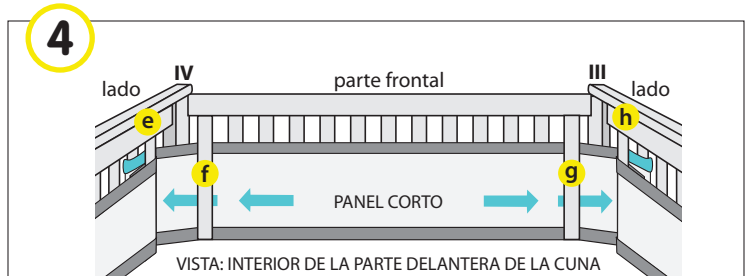 4
IV
III
lado
parte frontal
lado
e
h
f
g
PANEL CORTO
VISTA: INTERIOR DE LA PARTE DELANTERA DE LA CUNA